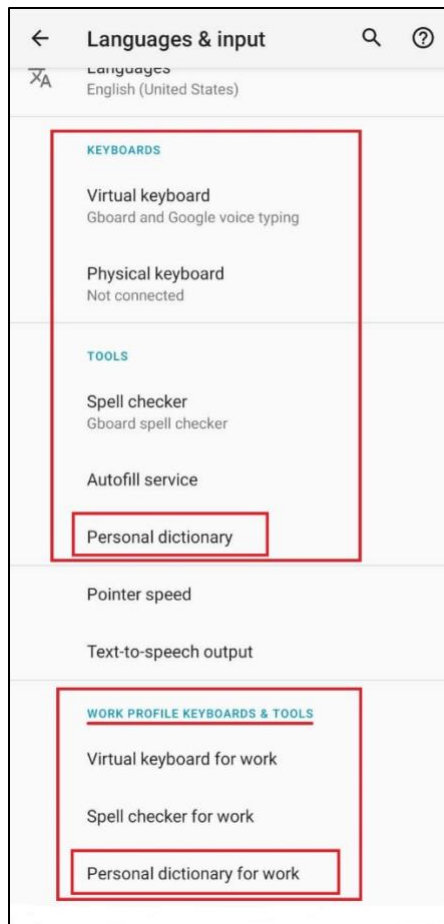 Languages & input
Languages
English (United States)
KEYBOARDS
Virtual keyboard
Gboard and Google voice typing
Physical keyboard
Not connected
TOOLS
Spell checker
Gboard spell checker
Autofill service
Personal dictionary
Pointer speed
Text-to-speech output
WORK PROFILE KEYBOARDS & TOOLS
Virtual keyboard for work
Spell checker for work
Personal dictionary for work